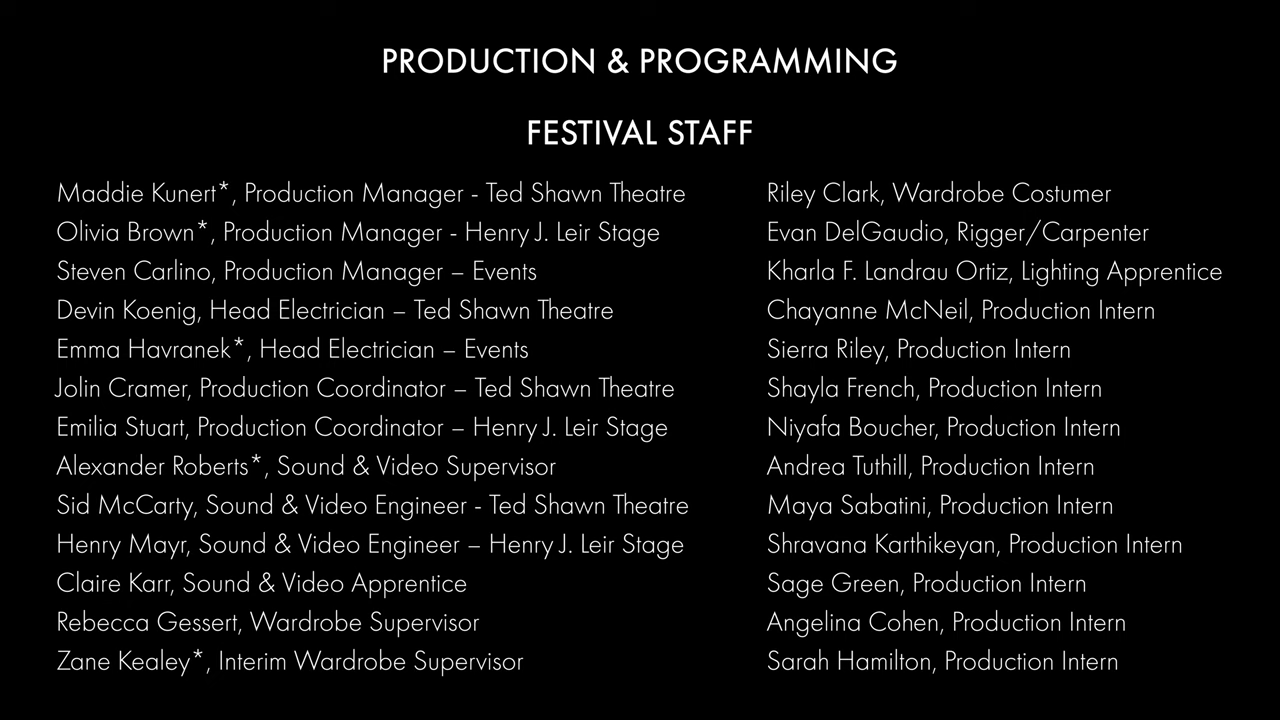 PRODUCTION & PROGRAMMING
FESTIVAL STAFF
Maddie Kunert*, Production Manager - Ted Shawn Theatre
Olivia Brown*, Production Manager - Henry J. Leir Stage
Steven Carlino, Production Manager – Events
Devin Koenig, Head Electrician – Ted Shawn Theatre
Emma Havranek*, Head Electrician – Events
Jolin Cramer, Production Coordinator – Ted Shawn Theatre
Emilia Stuart, Production Coordinator – Henry J. Leir Stage
Alexander Roberts*, Sound & Video Supervisor
Sid McCarty, Sound & Video Engineer - Ted Shawn Theatre
Henry Mayr, Sound & Video Engineer – Henry J. Leir Stage
Claire Karr, Sound & Video Apprentice
Rebecca Gessert, Wardrobe Supervisor
Zane Kealey*, Interim Wardrobe Supervisor
Riley Clark, Wardrobe Costumer
Evan DelGaudio, Rigger/Carpenter
Kharla F. Landrau Ortiz, Lighting Apprentice
Chayanne McNeil, Production Intern
Sierra Riley, Production Intern
Shayla French, Production Intern
Niyafa Boucher, Production Intern
Andrea Tuthill, Production Intern
Maya Sabatini, Production Intern
Shravana Karthikeyan, Production Intern
Sage Green, Production Intern
Angelina Cohen, Production Intern
Sarah Hamilton, Production Intern